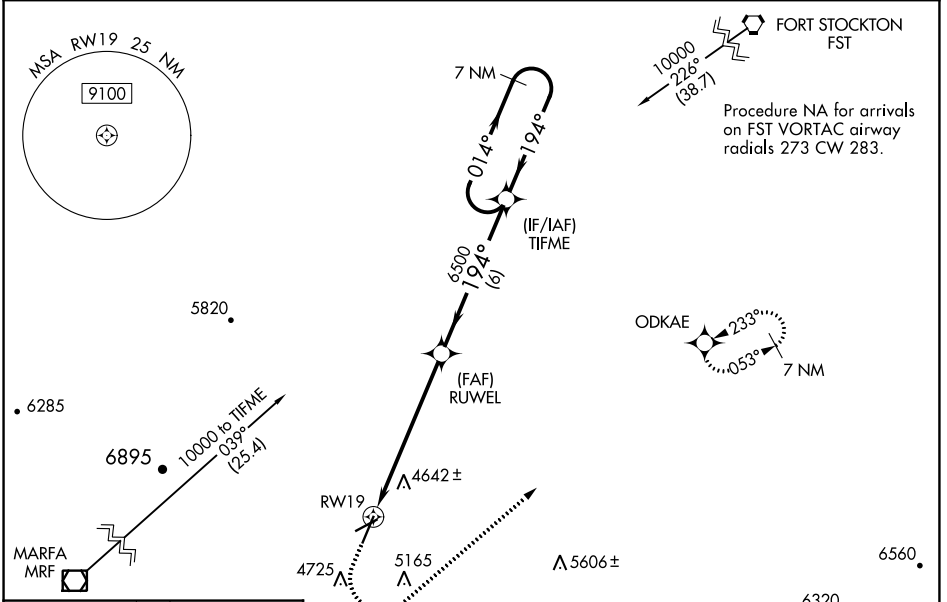 MSA RW19 25 NM
9100
7 NM
014°
194°
(IF/IAF)
TIFME
6500
194°
(6)
(FAF)
RUWEL
FORT STOCKTON
FST
10000
226°
(38.7)
Procedure NA for arrivals
on FST VORTAC airway
radials 273 CW 283.
5820
ODKAE
233°
053°
7 NM
6285
6895
10000 to TIFME
039°
(25.4)
MARFA
MRF
RW19
4642±
4725
5165
5606±
6560
6320